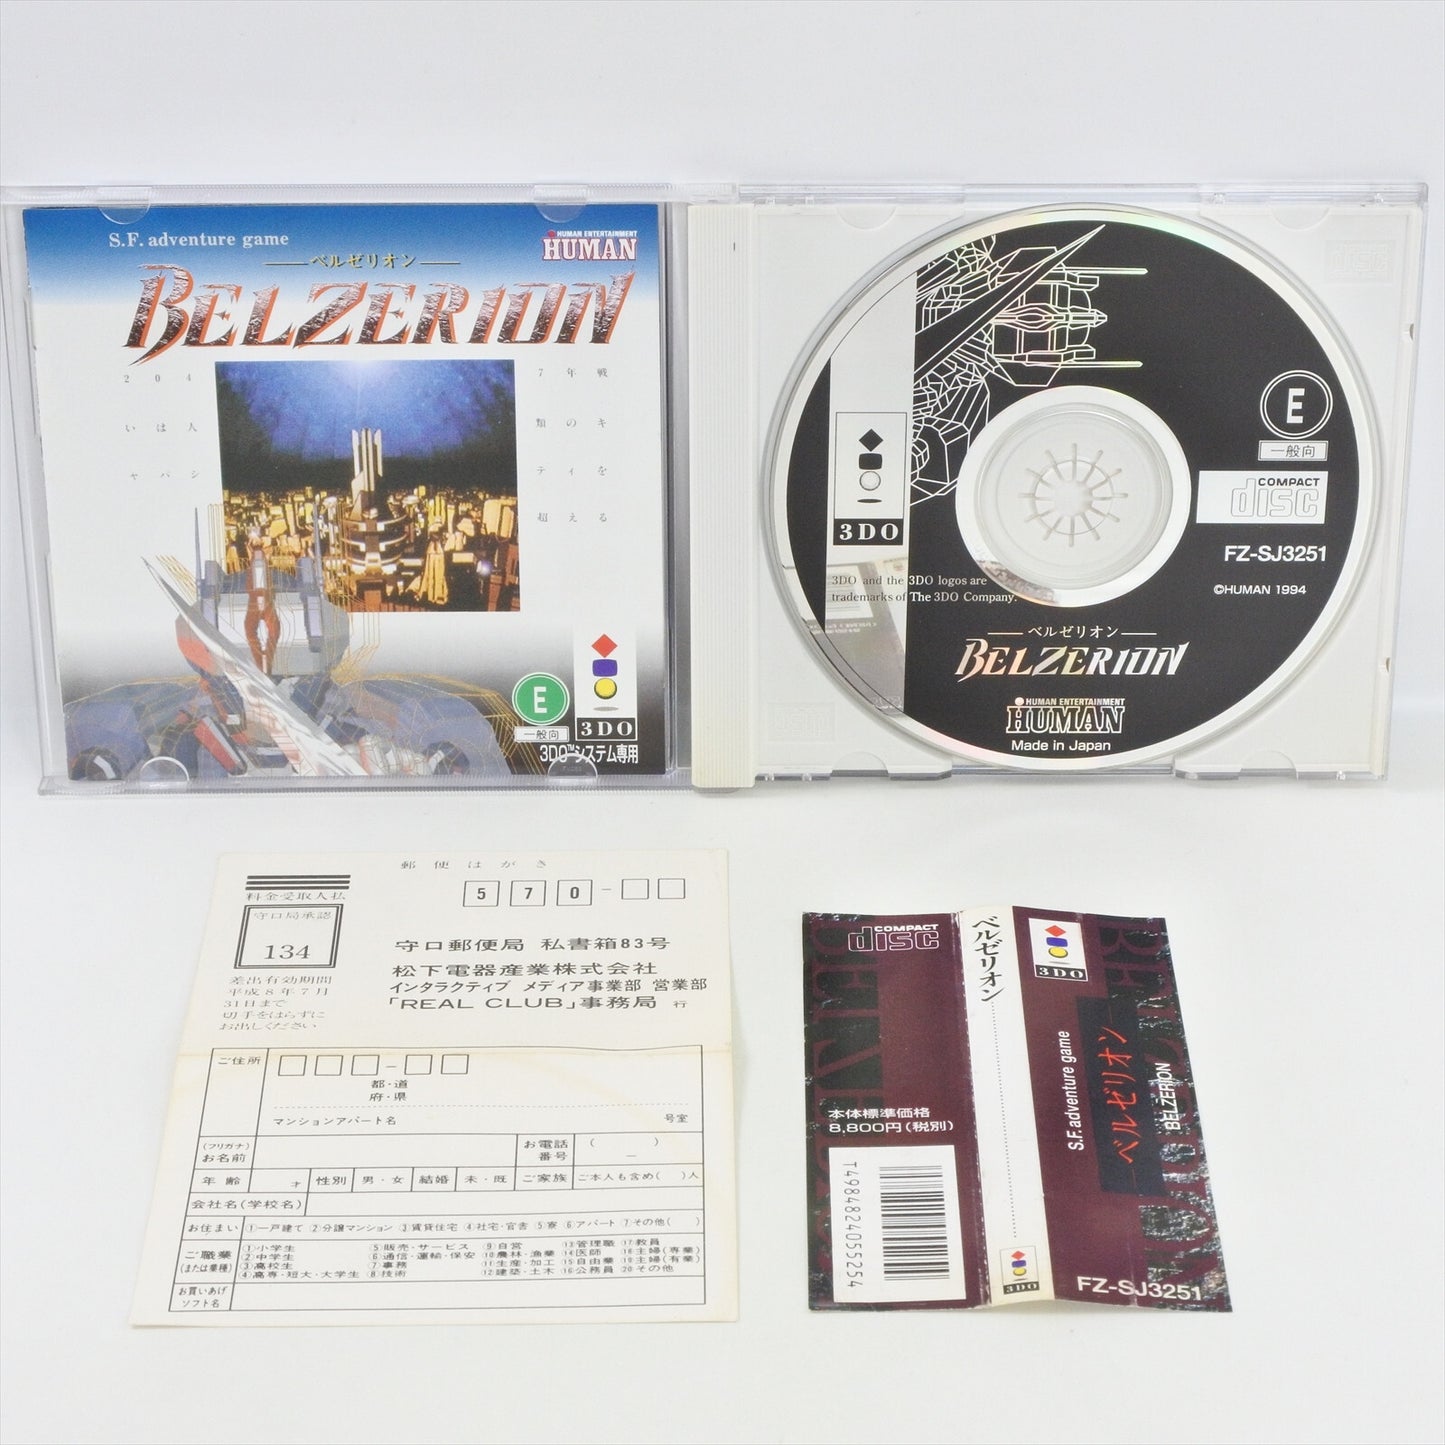 S.F. adventure game
HUMAN ENTERTAINMENT
HUMAN
ベルゼリオン
BELZERION
204 7年戦
いは人 類のキ
ャパシ ティを
超える
E
一般向
3DO
3DO™システム専用
3DO
3DO and the 3DO logos are
trademarks of The 3DO Company.
E
一般向
COMPACT
disc
FZ-SJ3251
©HUMAN 1994
ベルゼリオン
BELZERION
HUMAN ENTERTAINMENT
HUMAN
Made in Japan
郵便はがき
料金受取人払
守口局承認
134
差出有効期間
平成8年7月
31日まで
切手をはらずに
お出しください
570-
守口郵便局 私書箱83号
松下電器産業株式会社
インタラクティブ メディア事業部 営業部
「REAL CLUB」事務局 行
ご住所
都・道
府・県
マンションアパート名 号室
(フリガナ)
お名前
お電話
番号
( )
－
年齢 才 性別 男・女 結婚 未・既 ご家族 ご本人も含め( )人
会社名(学校名)
お住まい ①一戸建て ②分譲マンション ③賃貸住宅 ④社宅・官舎 ⑤寮 ⑥アパート ⑦その他( )
ご職業
(または業種)
①小学生 ⑤販売・サービス ⑨自営 13管理職 17教員
②中学生 ⑥通信・運輸・保安 10農林・漁業 14医師 18主婦(専業)
③高校生 ⑦事務 11生産・加工 15自由業 19主婦(有業)
④高専・短大・大学生 ⑧技術 12建築・土木 16公務員 20その他
お買いあげ
ソフト名
COMPACT
disc
本体標準価格
8,800円(税別)
T4984824055254
ベルゼリオン
3DO
3DO
S.F. adventure game
ベルゼリオン
BELZERION
FZ-SJ3251